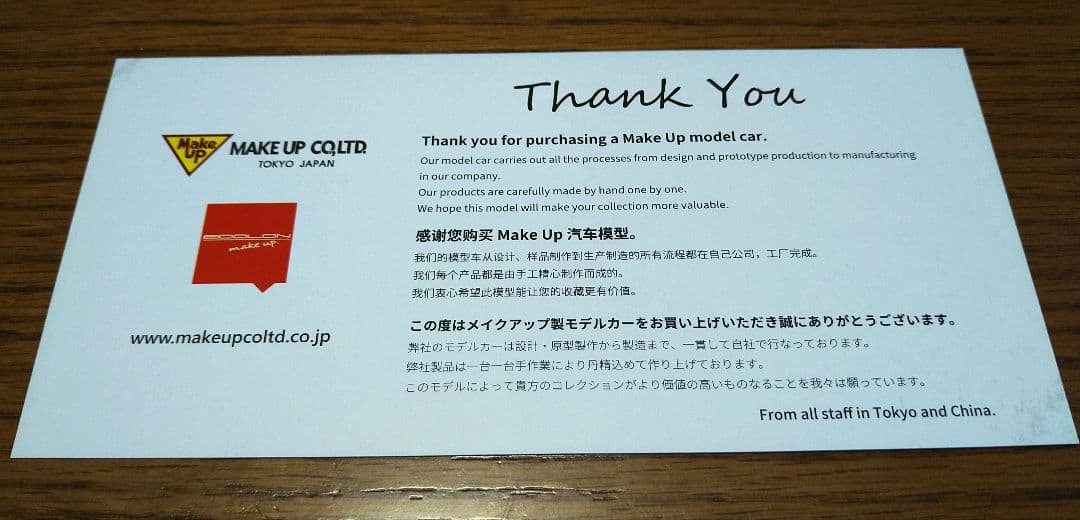 Thank You
Make Up
MAKE UP CO.,LTD.
TOKYO JAPAN
EIDOLON
make up.
www.makeupcoltd.co.jp
Thank you for purchasing a Make Up model car.
Our model car carries out all the processes from design and prototype production to manufacturing
in our company.
Our products are carefully made by hand one by one.
We hope this model will make your collection more valuable.
感谢您购买 Make Up 汽车模型。
我们的模型车从设计、样品制作到生产制造的所有流程都在自己公司，工厂完成。
我们每个产品都是由手工精心制作而成的。
我们衷心希望此模型能让您的收藏更有价值。
この度はメイクアップ製モデルカーをお買い上げいただき誠にありがとうございます。
弊社のモデルカーは設計・原型製作から製造まで、一貫して自社で行なっております。
弊社製品は一台一台手作業により丹精込めて作り上げております。
このモデルによって貴方のコレクションがより価値の高いものなることを我々は願っています。
From all staff in Tokyo and China.